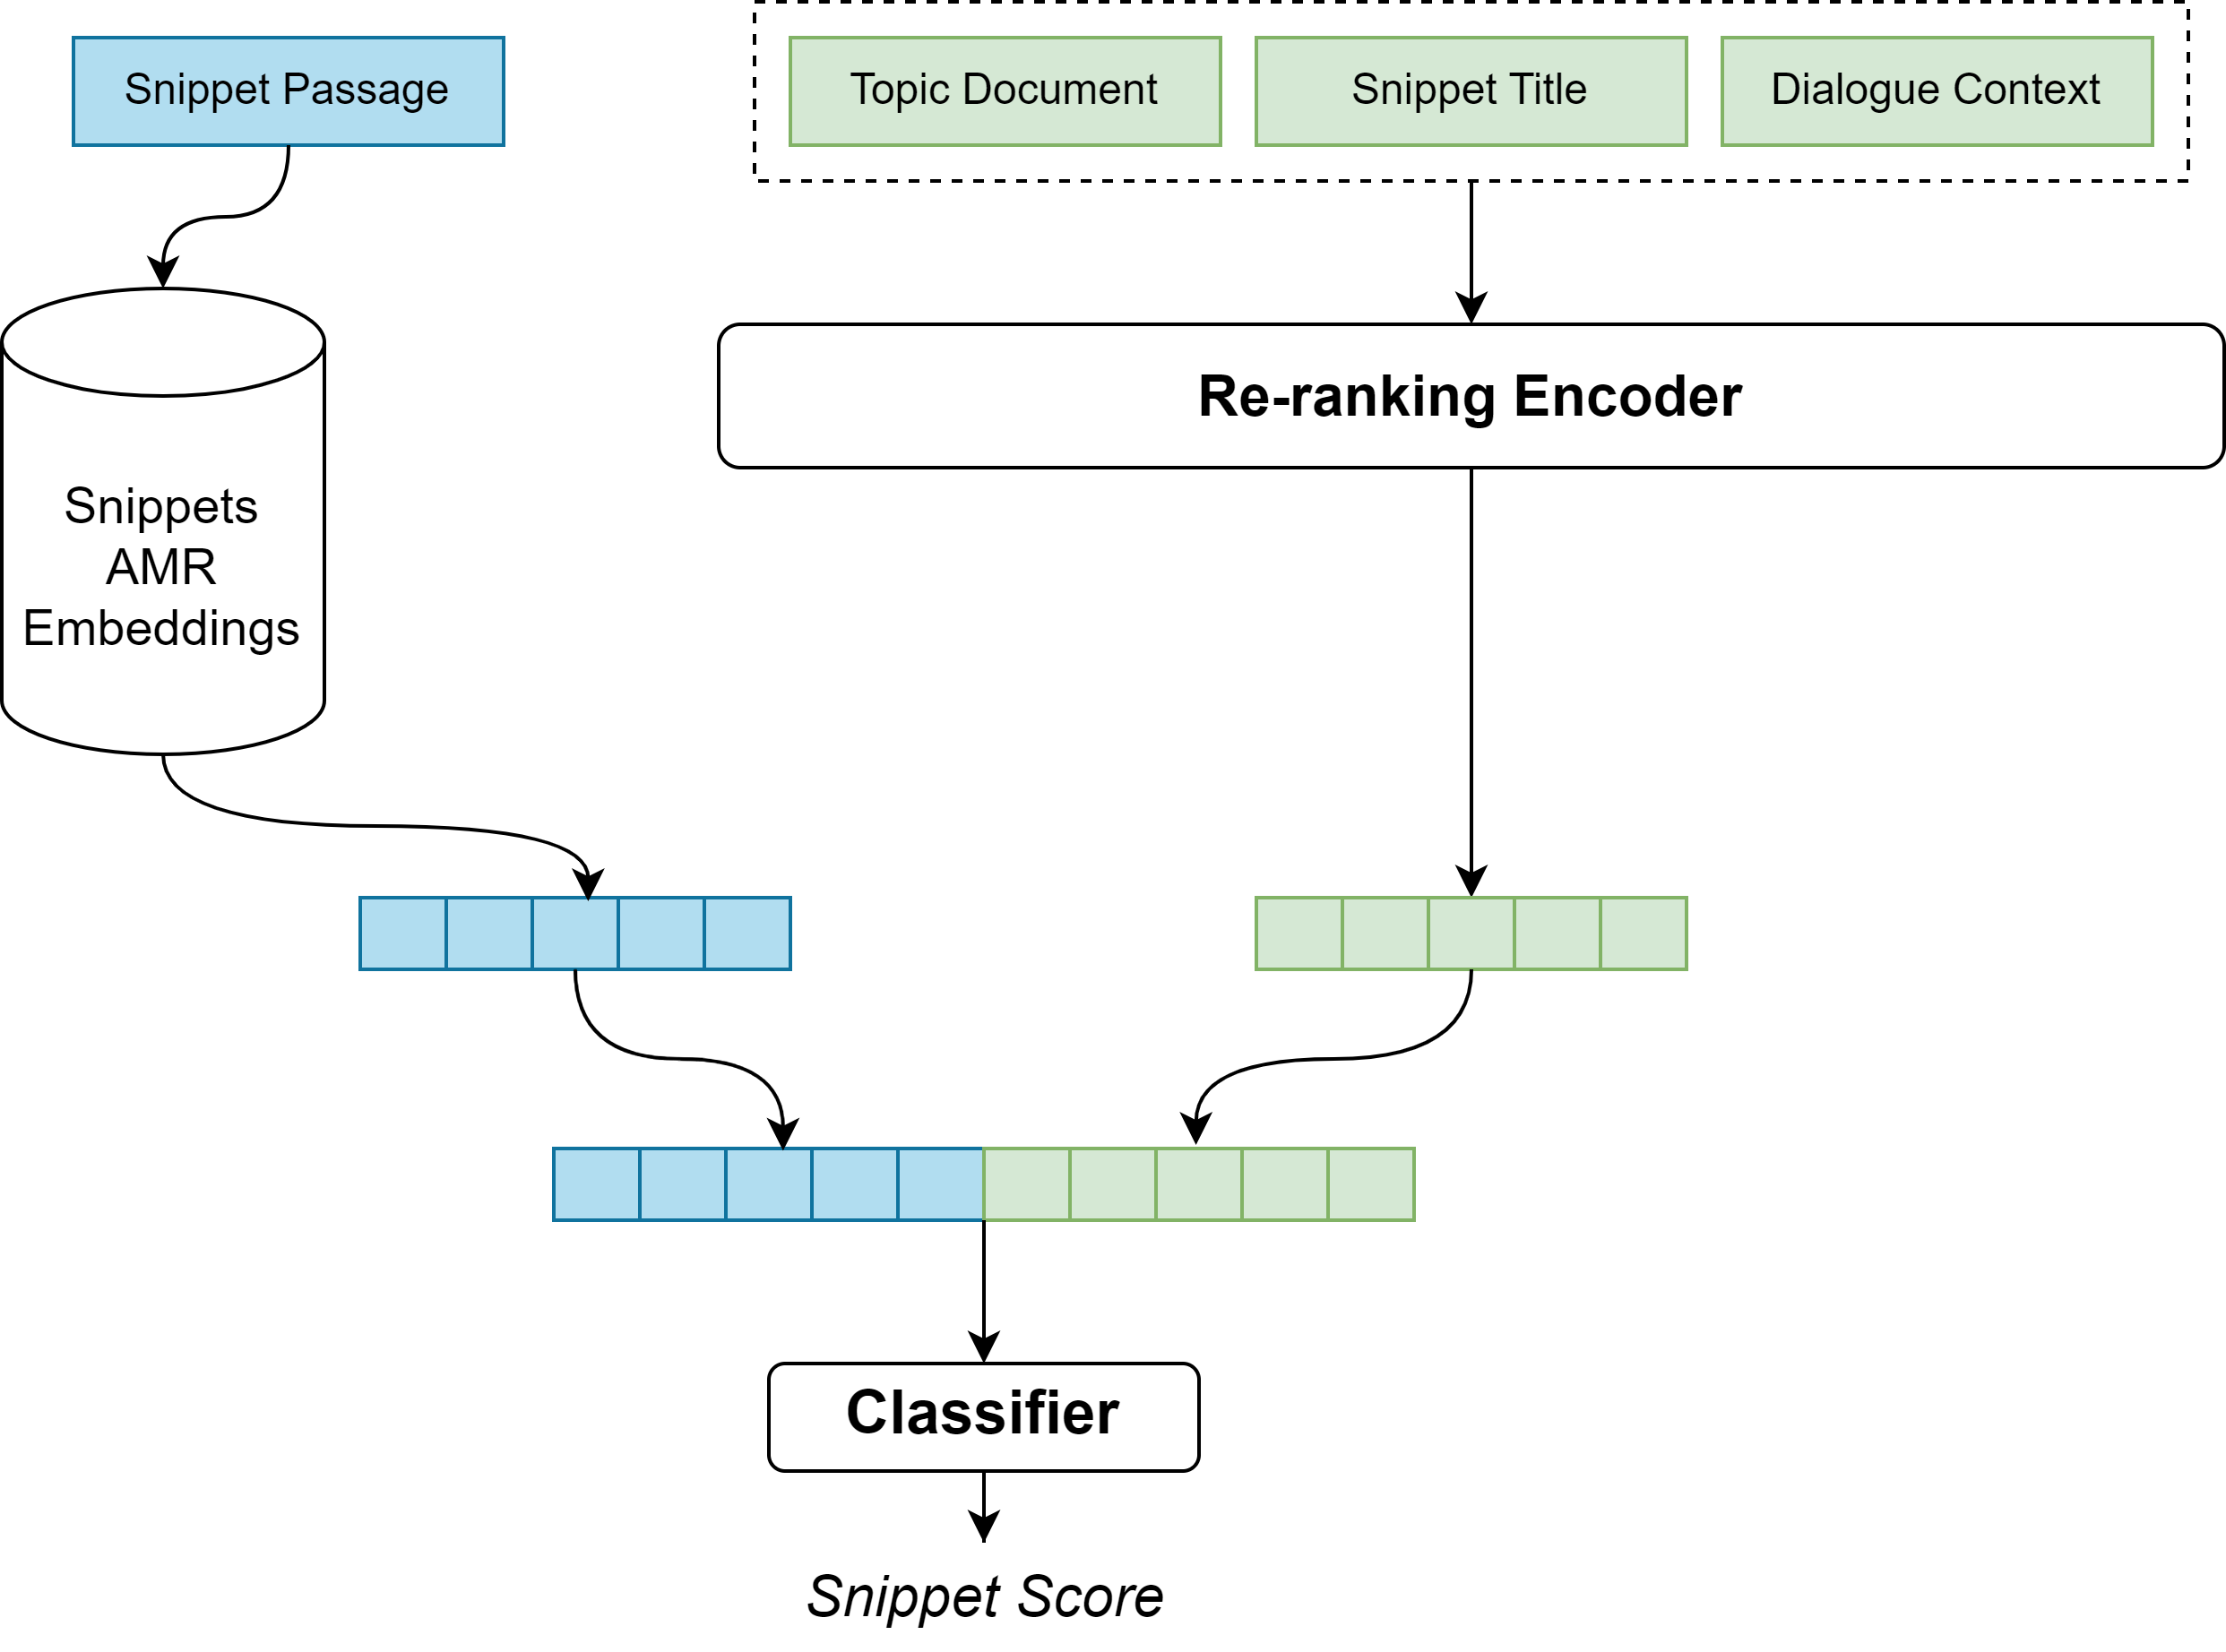 Snippet Passage
Topic Document
Snippet Title
Dialogue Context
Re-ranking Encoder
Snippets
AMR
Embeddings
Classifier
Snippet Score